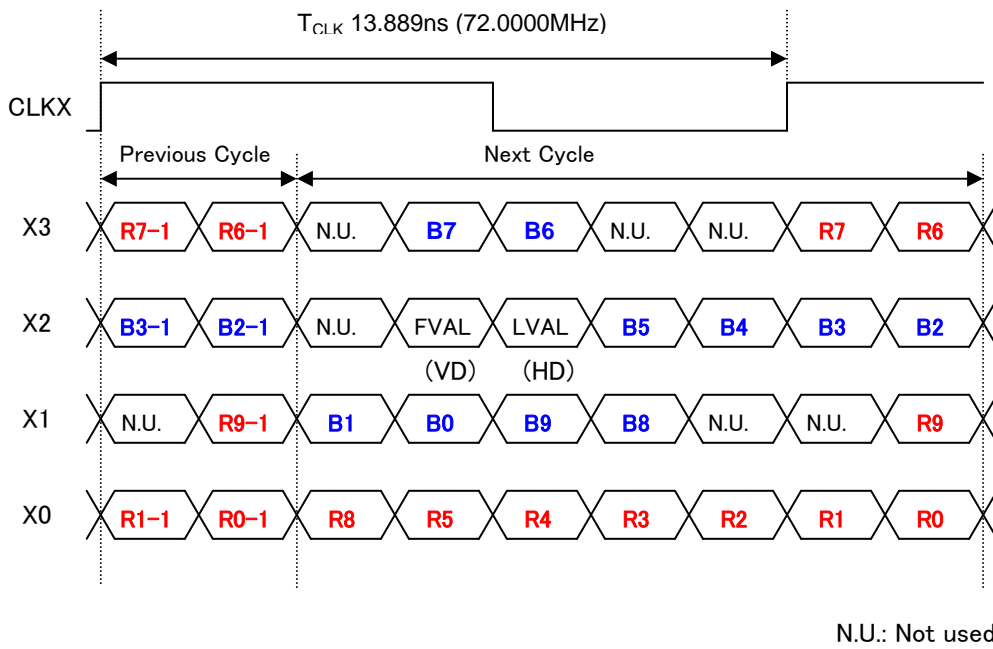 TCLK 13.889ns (72.0000MHz)
CLKX
Previous Cycle Next Cycle
X3 R7-1 R6-1 N.U. B7 B6 N.U. N.U. R7 R6
X2 B3-1 B2-1 N.U. FVAL LVAL B5 B4 B3 B2
(VD) (HD)
X1 N.U. R9-1 B1 B0 B9 B8 N.U. N.U. R9
X0 R1-1 R0-1 R8 R5 R4 R3 R2 R1 R0
N.U.: Not used